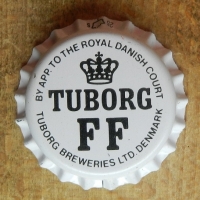 BY APP. TO THE ROYAL DANISH COURT
TUBORG
FF
TUBORG BREWERIES LTD. DENMARK